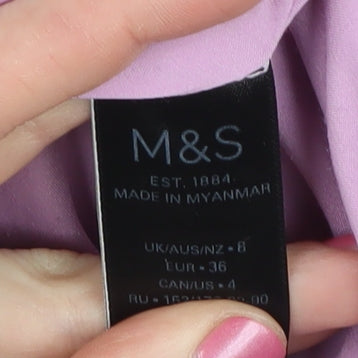 M&S
EST. 1884
MADE IN MYANMAR
UK/AUS/NZ • 8
EUR • 36
CAN/US • 4
RU •